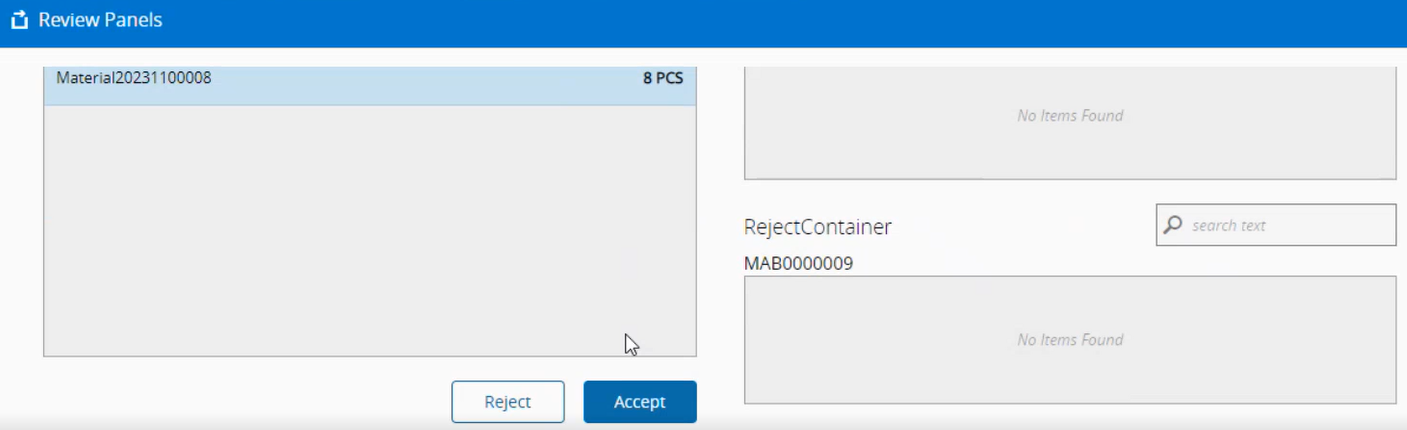 Review Panels
Material20231100008 8 PCS
No Items Found
RejectContainer
search text
MAB0000009
No Items Found
Reject
Accept